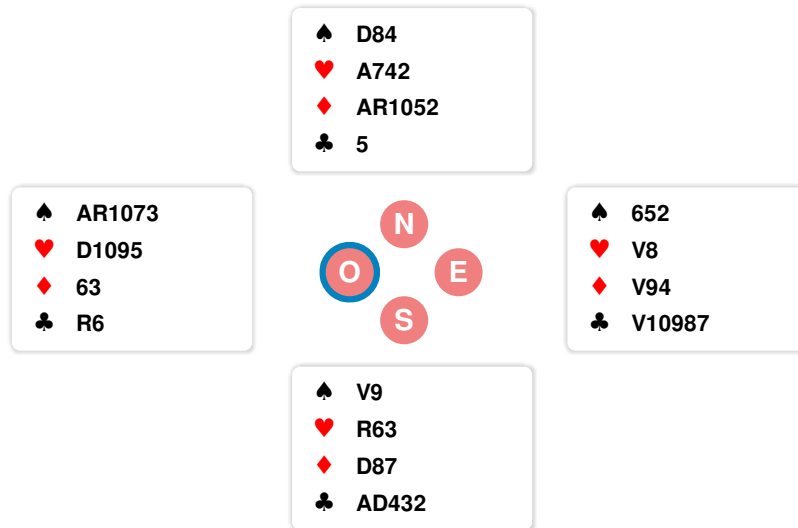 ♠ D84
♥ A742
♦ AR1052
♣ 5
♠ AR1073
♥ D1095
♦ 63
♣ R6
N
O E
S
♠ 652
♥ V8
♦ V94
♣ V10987
♠ V9
♥ R63
♦ D87
♣ AD432